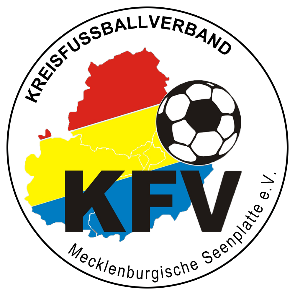 KREISFUSSBALLVERBAND
KFV
Mecklenburgische Seenplatte e.V.